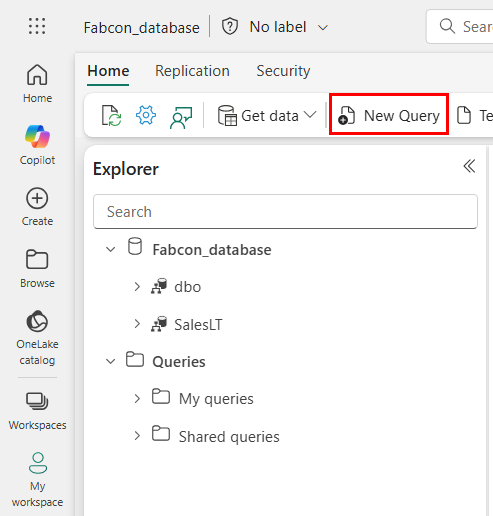 Fabcon_database
No label
Sear
Home
Replication
Security
Get data
New Query
Te
Home
Copilot
Create
Browse
OneLake
catalog
Workspaces
My
workspace
Explorer
Search
Fabcon_database
dbo
SalesLT
Queries
My queries
Shared queries